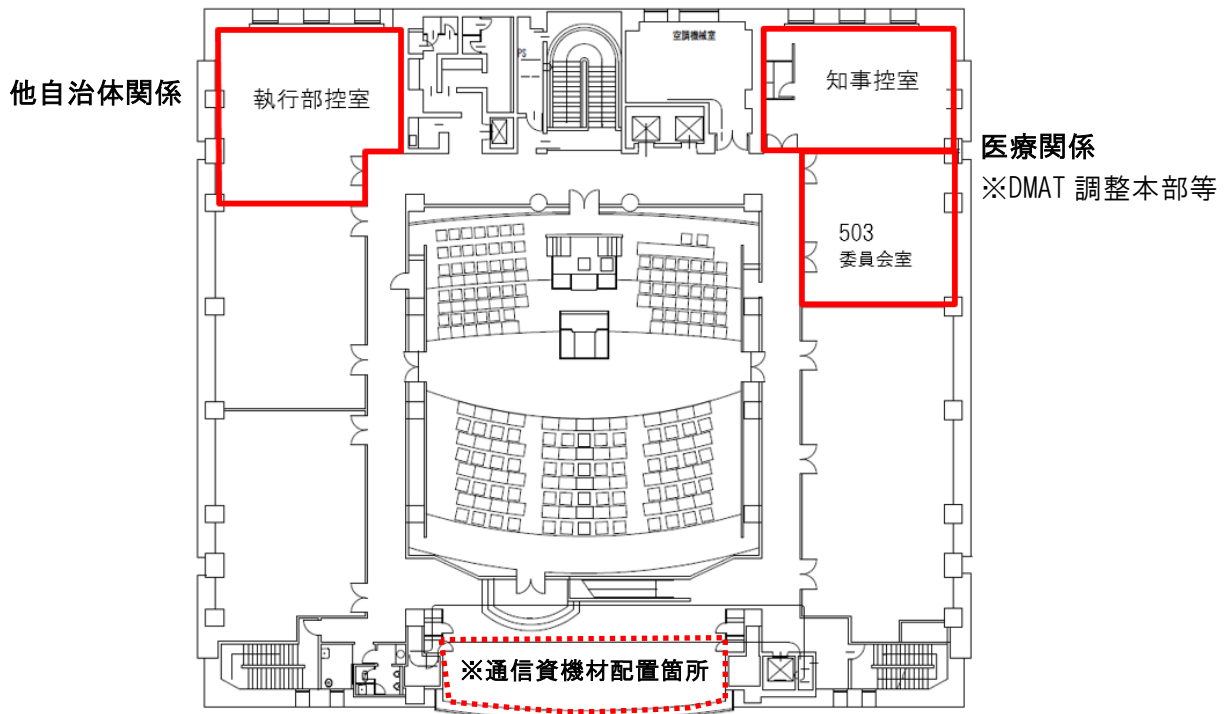 他自治体関係
執行部控室
PS
空調機械室
知事控室
医療関係
※DMAT 調整本部等
503
委員会室
※通信資機材配置箇所